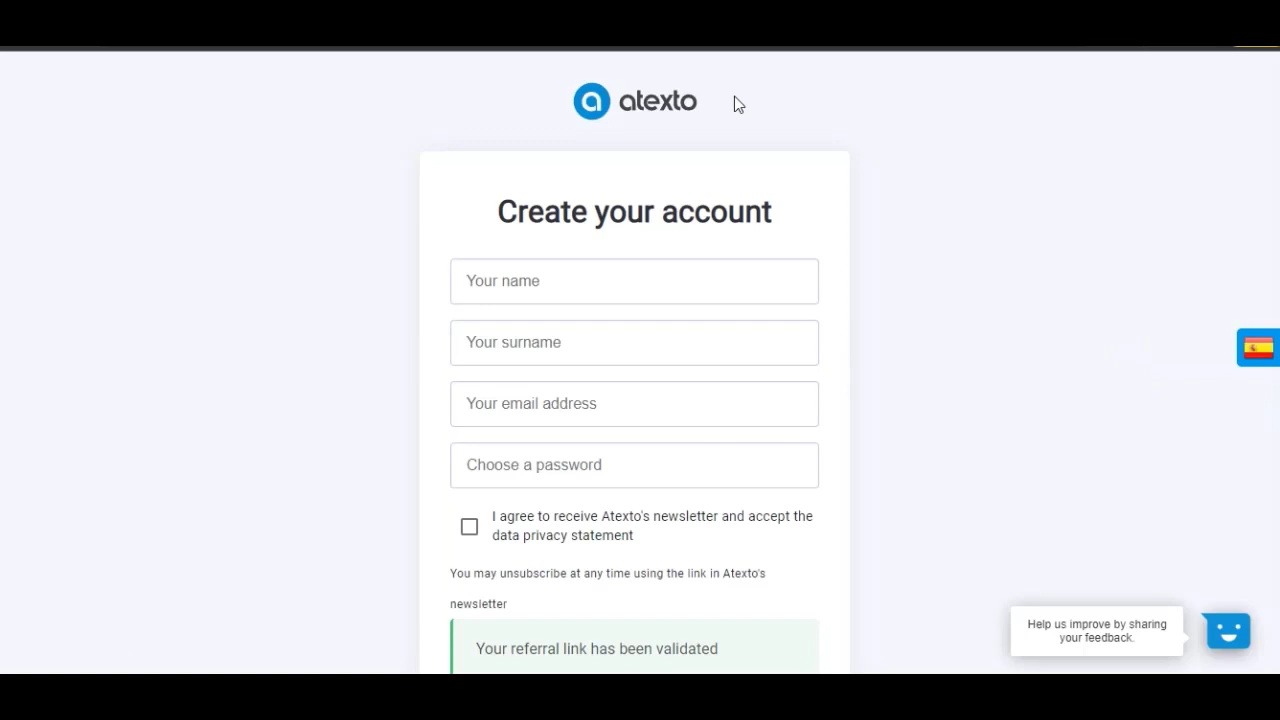 a atexto
Create your account
Your name
Your surname
Your email address
Choose a password
I agree to receive Atexto's newsletter and accept the
data privacy statement
You may unsubscribe at any time using the link in Atexto's
newsletter
Your referral link has been validated
Help us improve by sharing
your feedback.